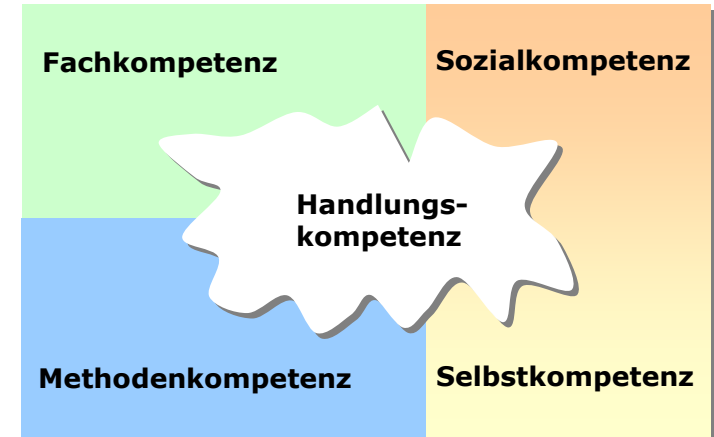 Fachkompetenz
Sozialkompetenz
Handlungs-
kompetenz
Methodenkompetenz
Selbstkompetenz